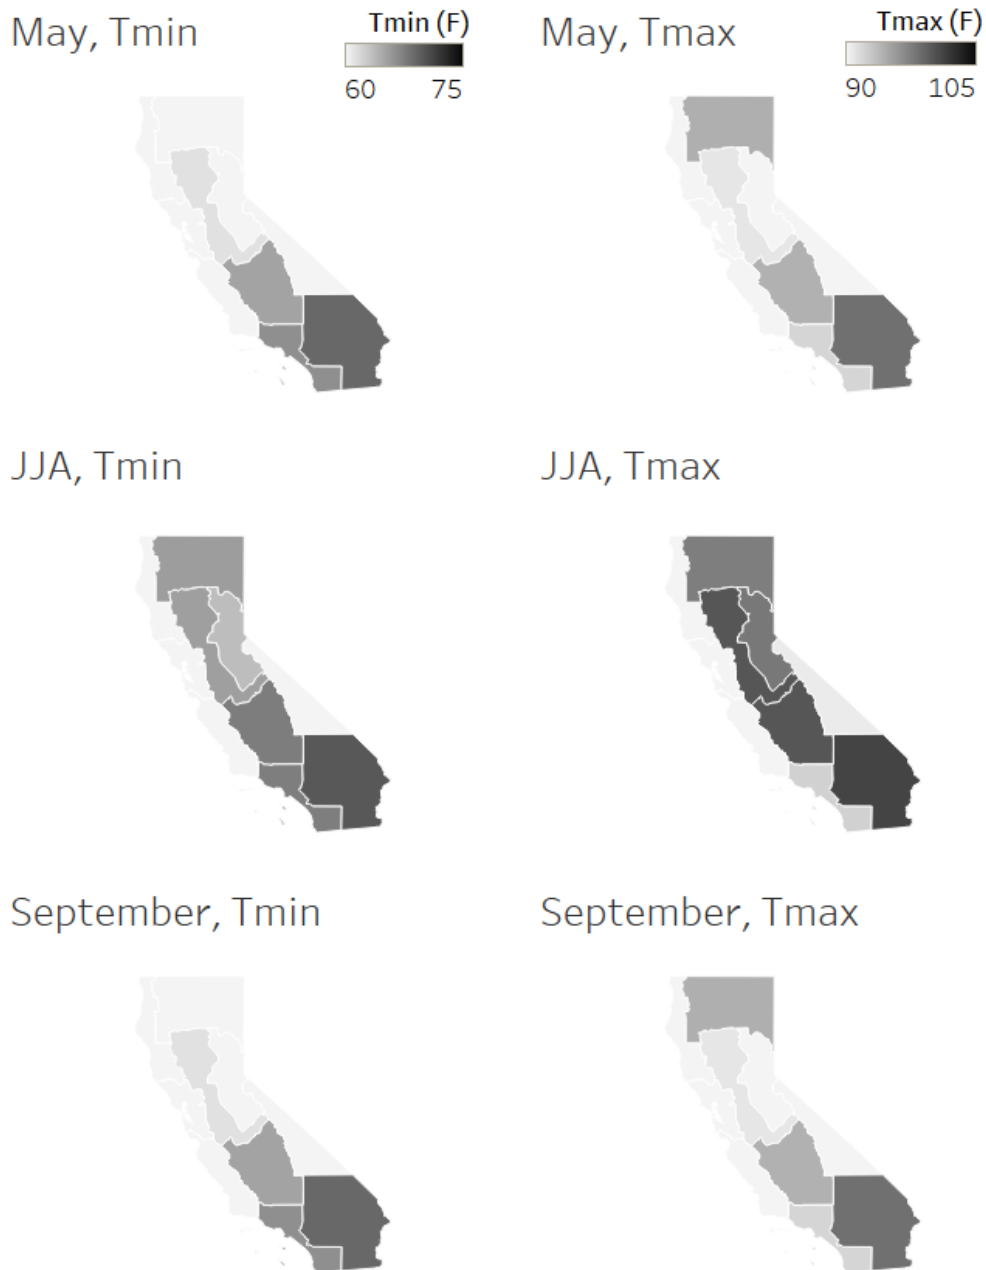 May, Tmin
Tmin (F)
60 75
May, Tmax
Tmax (F)
90 105
JJA, Tmin
JJA, Tmax
September, Tmin
September, Tmax